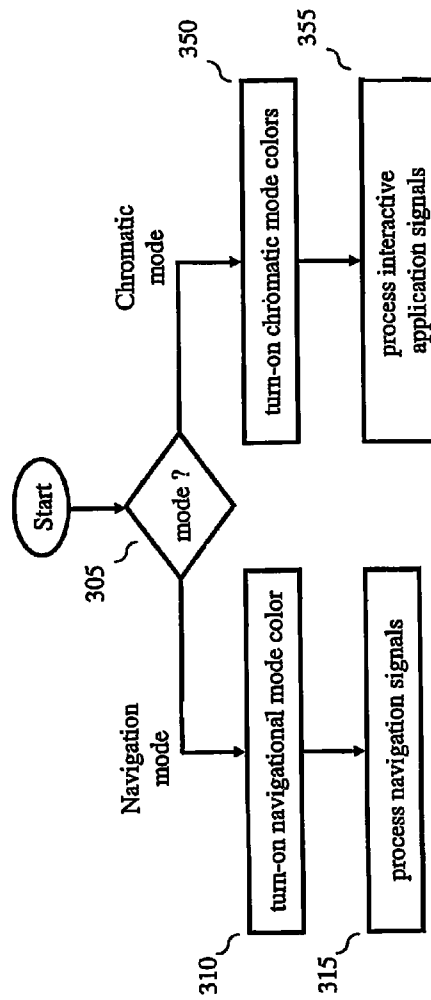 Start
305
mode ?
Navigation
mode
Chromatic
mode
310
turn-on navigational mode color
350
turn-on chromatic mode colors
315
process navigation signals
355
process interactive
application signals